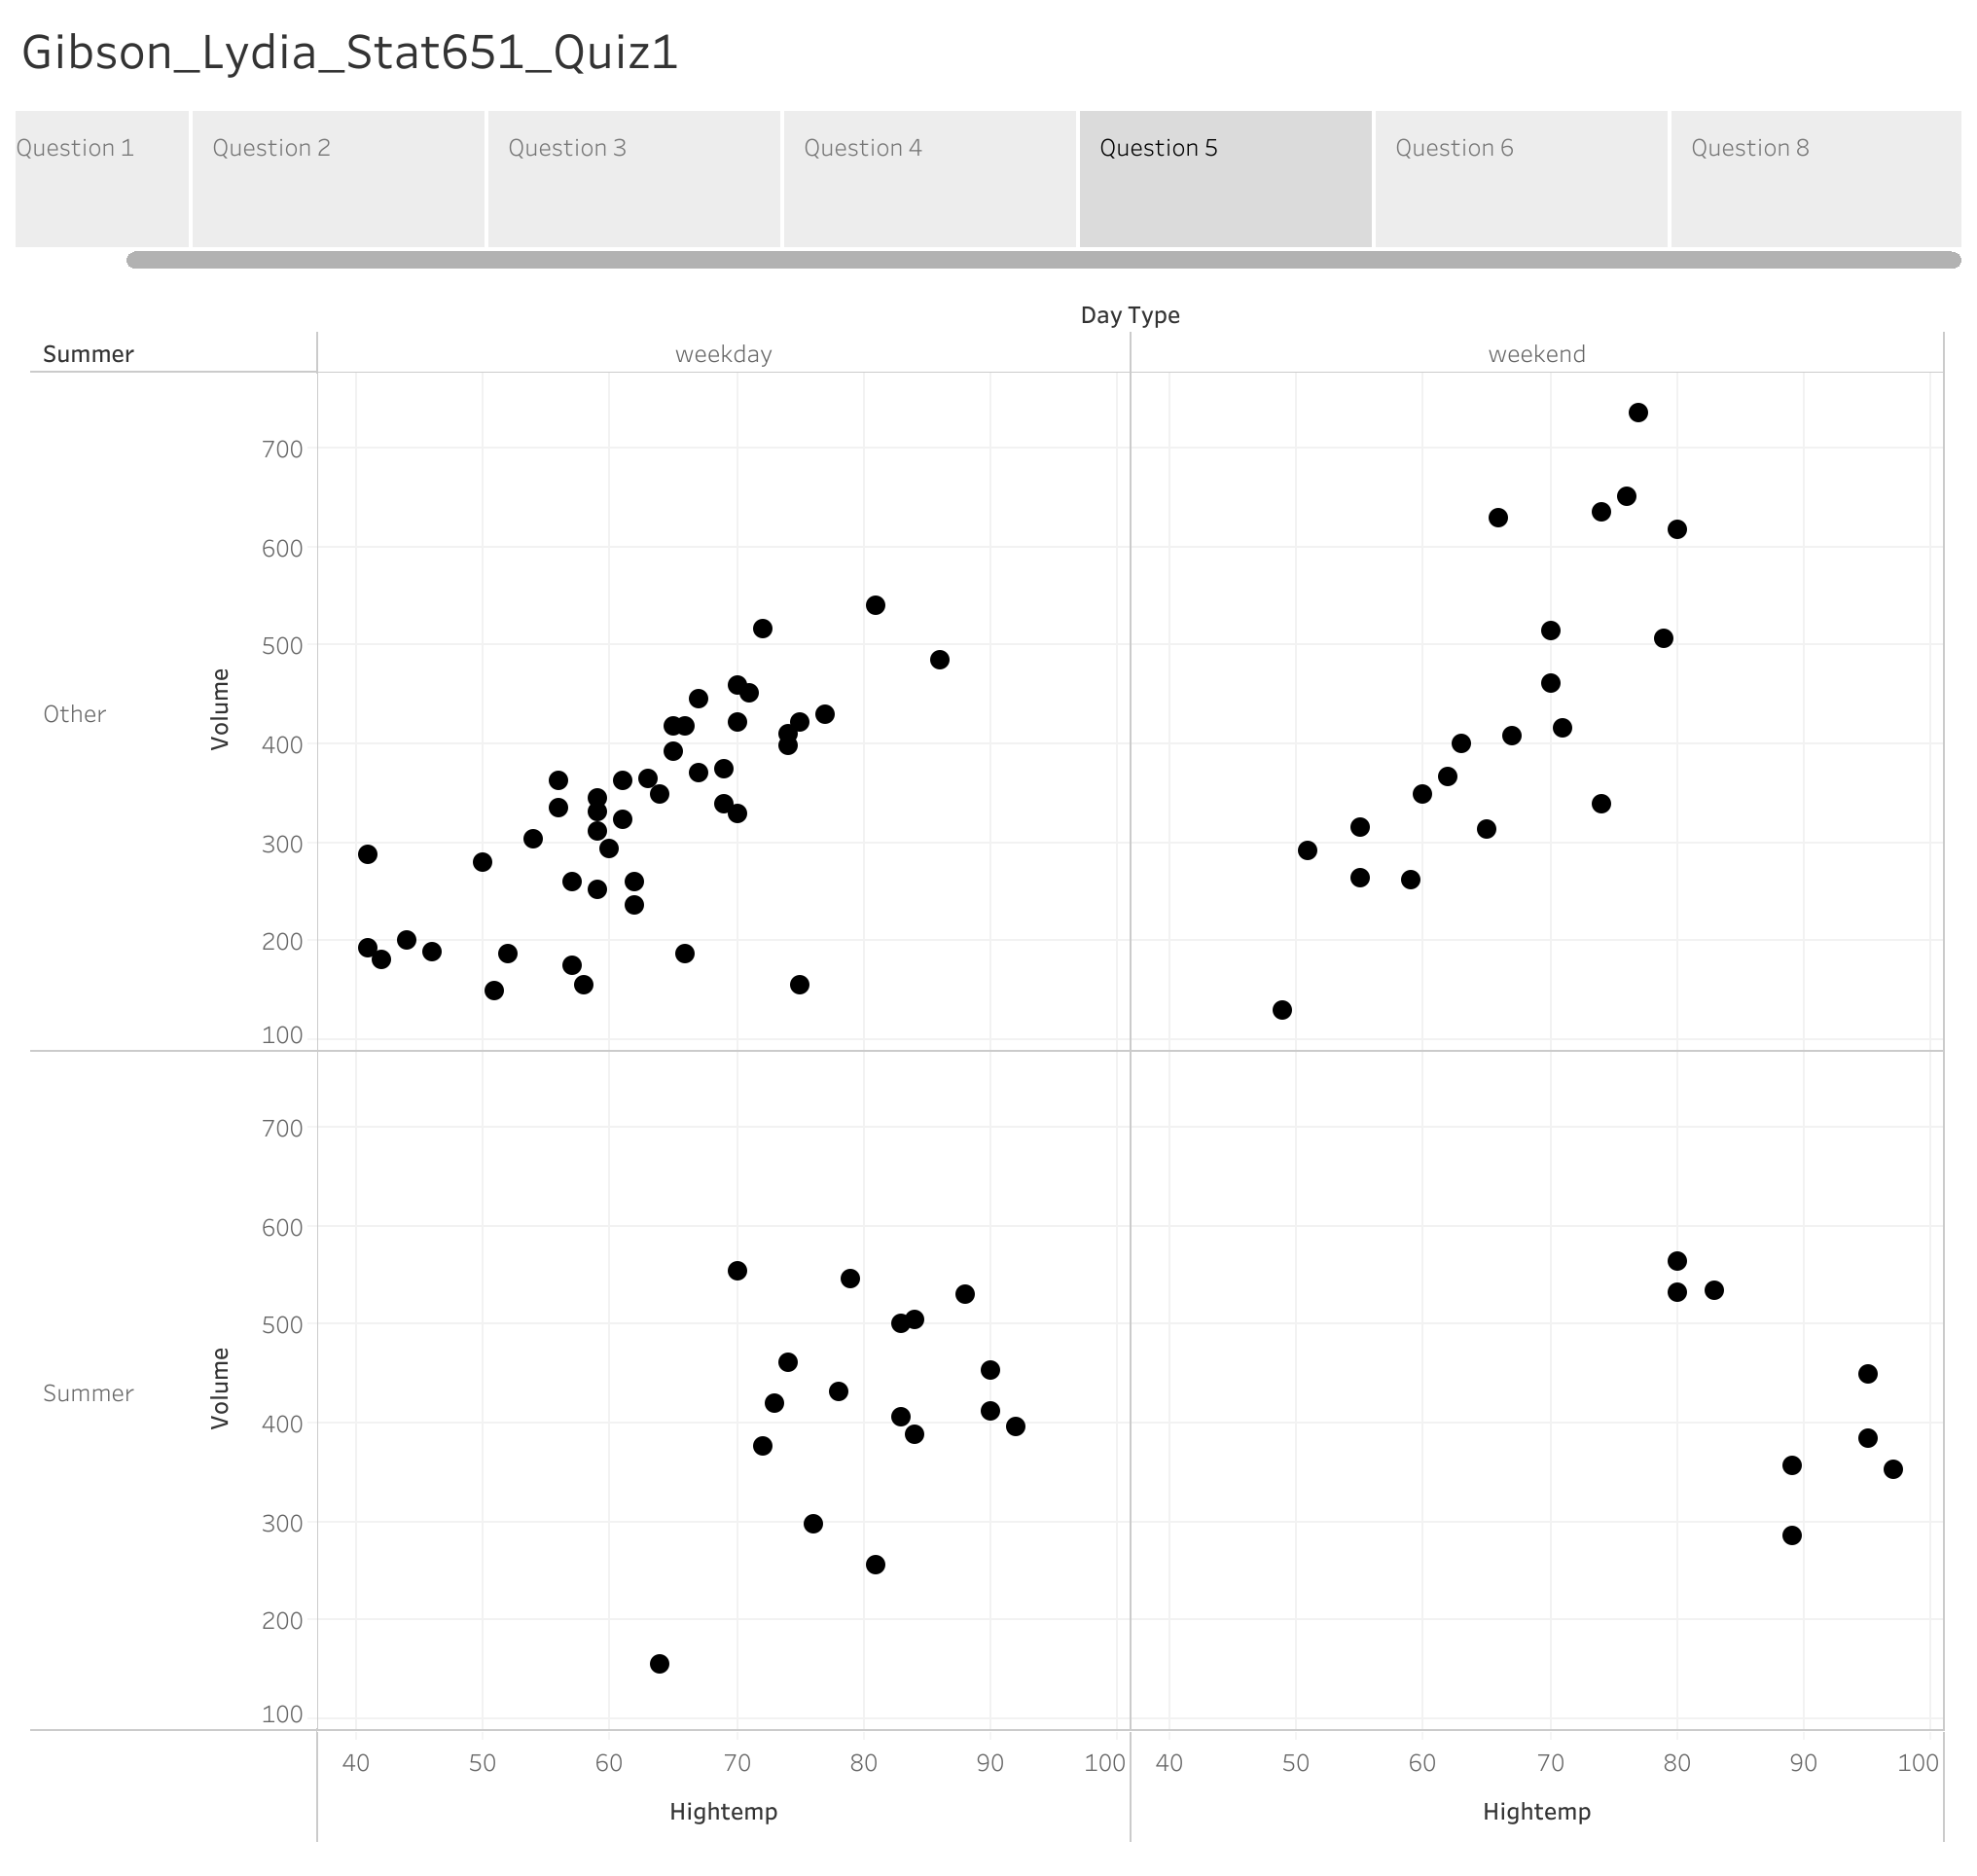 Gibson_Lydia_Stat651_Quiz1
Question 1 Question 2 Question 3 Question 4 Question 5 Question 6 Question 8
Day Type
Summer weekday weekend
Other
Volume
700
600
500
400
300
200
100
Summer
Volume
700
600
500
400
300
200
100
40 50 60 70 80 90 100 40 50 60 70 80 90 100
Hightemp Hightemp